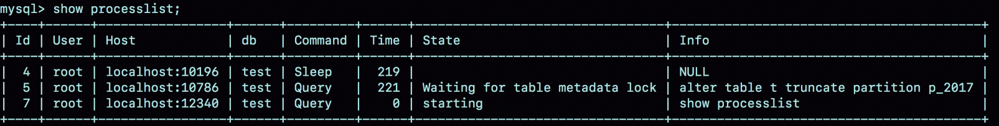 mysql> show processlist;
+----+------+-----------------+------+---------+------+---------------------------------+-----------------------------------------+
| Id | User | Host            | db   | Command | Time | State                           | Info                                    |
+----+------+-----------------+------+---------+------+---------------------------------+-----------------------------------------+
|  4 | root | localhost:10196 | test | Sleep   |  219 |                                 | NULL                                    |
|  5 | root | localhost:10786 | test | Query   |  221 | Waiting for table metadata lock | alter table t truncate partition p_2017 |
|  7 | root | localhost:12340 | test | Query   |    0 | starting                        | show processlist                        |
+----+------+-----------------+------+---------+------+---------------------------------+-----------------------------------------+